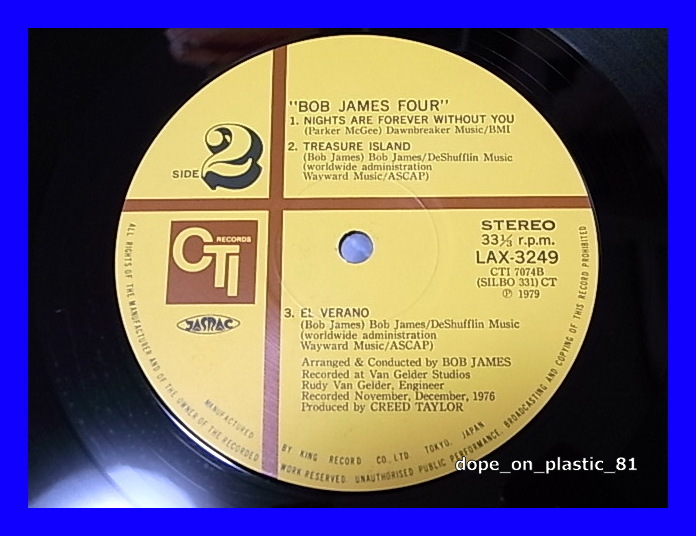 "BOB JAMES FOUR"
1. NIGHTS ARE FOREVER WITHOUT YOU
(Parker McGee) Dawnbreaker Music/BMI
2. TREASURE ISLAND
(Bob James) Bob James/DeShufflin Music
(worldwide administration
Wayward Music/ASCAP)
SIDE 2
CTI RECORDS
JASRAC
STEREO
33⅓ r.p.m.
LAX-3249
CTI 7074B
(SILBO 331) CT
℗ 1979
3. EL VERANO
(Bob James) Bob James/DeShufflin Music
(worldwide administration
Wayward Music/ASCAP)
Arranged & Conducted by BOB JAMES
Recorded at Van Gelder Studios
Rudy Van Gelder, Engineer
Recorded November, December, 1976
Produced by CREED TAYLOR
MANUFACTURED BY KING RECORD CO., LTD. TOKYO, JAPAN
ALL RIGHTS OF THE MANUFACTURER AND OF THE OWNER OF THE RECORDED WORK RESERVED. UNAUTHORISED PUBLIC PERFORMANCE, BROADCASTING AND COPYING OF THIS RECORD PROHIBITED
dope_on_plastic_81